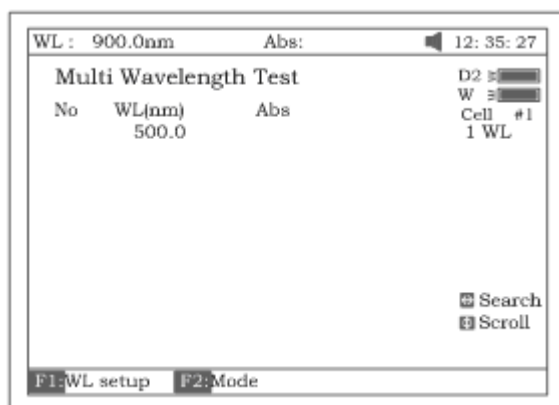 WL : 900.0nm Abs: 12: 35: 27
Multi Wavelength Test D2
W
No WL(nm) Abs Cell #1
500.0 1 WL
Search
Scroll
F1:WL setup F2:Mode